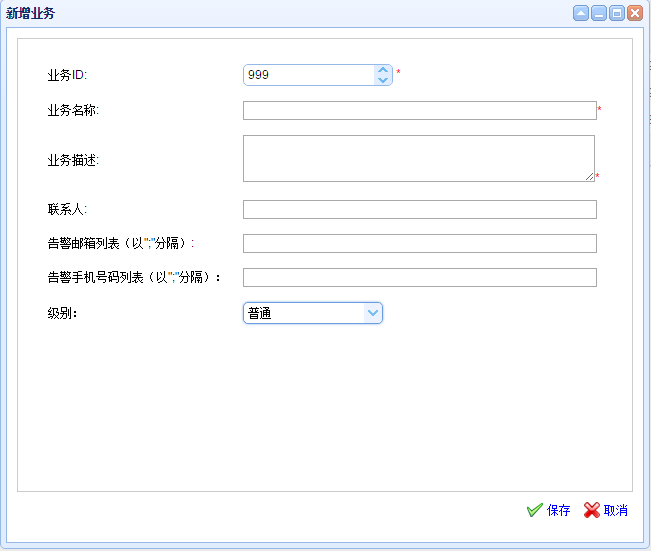 新增业务
业务ID: 999 *
业务名称: *
业务描述: *
联系人:
告警邮箱列表（以";"分隔）:
告警手机号码列表（以";"分隔）:
级别: 普通
保存 取消